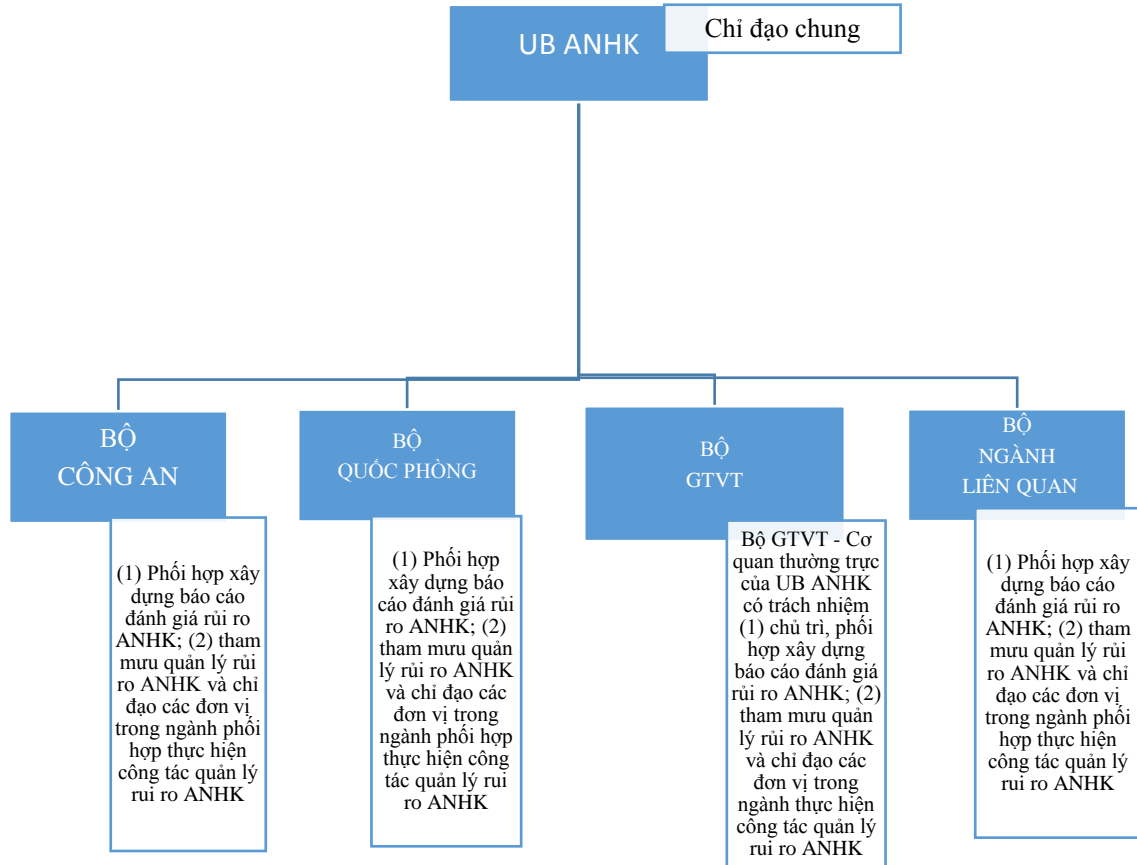 UB ANHK
Chỉ đạo chung
BỘ
CÔNG AN
(1) Phối hợp xây
dựng báo cáo
đánh giá rủi ro
ANHK; (2) tham
mưu quản lý rủi
ro ANHK và chỉ
đạo các đơn vị
trong ngành phối
hợp thực hiện
công tác quản lý
rui ro ANHK
BỘ
QUỐC PHÒNG
(1) Phối hợp
xây dựng báo
cáo đánh giá rủi
ro ANHK; (2)
tham mưu quản
lý rủi ro ANHK
và chỉ đạo các
đơn vị trong
ngành phối hợp
thực hiện công
tác quản lý rui
ro ANHK
BỘ
GTVT
Bộ GTVT - Cơ
quan thường trực
của UB ANHK
có trách nhiệm
(1) chủ trì, phối
hợp xây dựng
báo cáo đánh giá
rủi ro ANHK; (2)
tham mưu quản
lý rủi ro ANHK
và chỉ đạo các
đơn vị trong
ngành thực hiện
công tác quản lý
rui ro ANHK
BỘ
NGÀNH
LIÊN QUAN
(1) Phối hợp xây
dựng báo cáo
đánh giá rủi ro
ANHK; (2) tham
mưu quản lý rủi
ro ANHK và chỉ
đạo các đơn vị
trong ngành phối
hợp thực hiện
công tác quản lý
rui ro ANHK